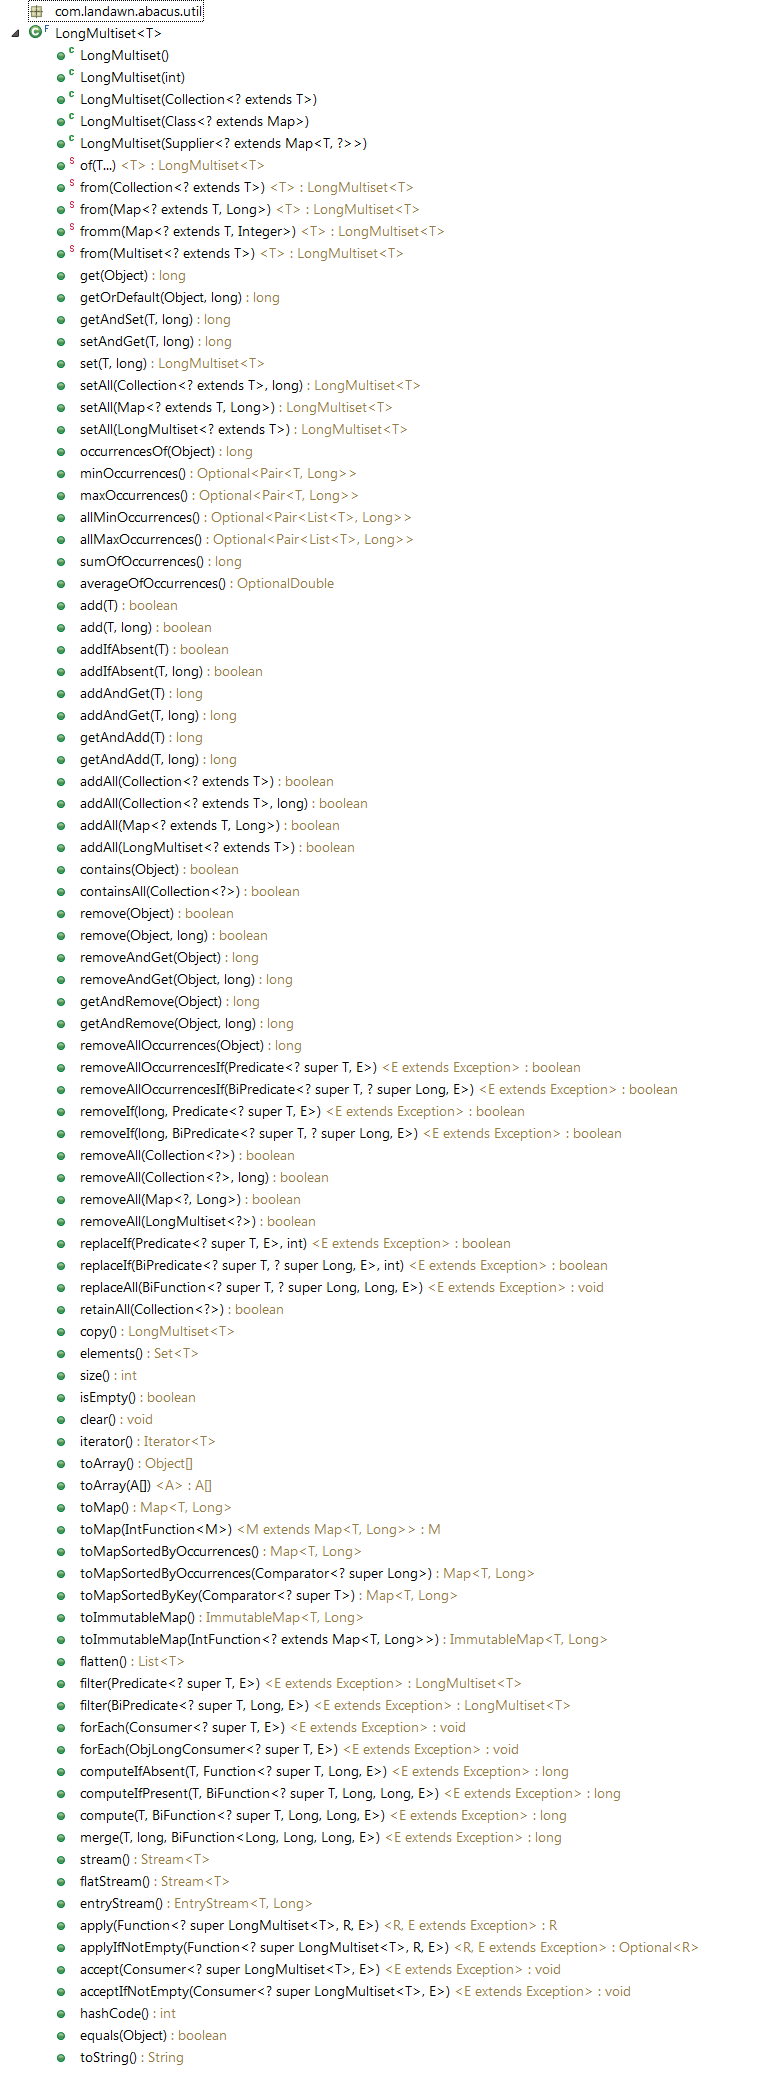 com.landawn.abacus.util
LongMultiset<T>
LongMultiset()
LongMultiset(int)
LongMultiset(Collection<? extends T>)
LongMultiset(Class<? extends Map>)
LongMultiset(Supplier<? extends Map<T, ?>>)
of(T...) <T> : LongMultiset<T>
from(Collection<? extends T>) <T> : LongMultiset<T>
from(Map<? extends T, Long>) <T> : LongMultiset<T>
fromm(Map<? extends T, Integer>) <T> : LongMultiset<T>
from(Multiset<? extends T>) <T> : LongMultiset<T>
get(Object) : long
getOrDefault(Object, long) : long
getAndSet(T, long) : long
setAndGet(T, long) : long
set(T, long) : LongMultiset<T>
setAll(Collection<? extends T>, long) : LongMultiset<T>
setAll(Map<? extends T, Long>) : LongMultiset<T>
setAll(LongMultiset<? extends T>) : LongMultiset<T>
occurrencesOf(Object) : long
minOccurrences() : Optional<Pair<T, Long>>
maxOccurrences() : Optional<Pair<T, Long>>
allMinOccurrences() : Optional<Pair<List<T>, Long>>
allMaxOccurrences() : Optional<Pair<List<T>, Long>>
sumOfOccurrences() : long
averageOfOccurrences() : OptionalDouble
add(T) : boolean
add(T, long) : boolean
addIfAbsent(T) : boolean
addIfAbsent(T, long) : boolean
addAndGet(T) : long
addAndGet(T, long) : long
getAndAdd(T) : long
getAndAdd(T, long) : long
addAll(Collection<? extends T>) : boolean
addAll(Collection<? extends T>, long) : boolean
addAll(Map<? extends T, Long>) : boolean
addAll(LongMultiset<? extends T>) : boolean
contains(Object) : boolean
containsAll(Collection<?>) : boolean
remove(Object) : boolean
remove(Object, long) : boolean
removeAndGet(Object) : long
removeAndGet(Object, long) : long
getAndRemove(Object) : long
getAndRemove(Object, long) : long
removeAllOccurrences(Object) : long
removeAllOccurrencesIf(Predicate<? super T, E>) <E extends Exception> : boolean
removeAllOccurrencesIf(BiPredicate<? super T, ? super Long, E>) <E extends Exception> : boolean
removeIf(long, Predicate<? super T, E>) <E extends Exception> : boolean
removeIf(long, BiPredicate<? super T, ? super Long, E>) <E extends Exception> : boolean
removeAll(Collection<?>) : boolean
removeAll(Collection<?>, long) : boolean
removeAll(Map<?, Long>) : boolean
removeAll(LongMultiset<?>) : boolean
replaceIf(Predicate<? super T, E>, int) <E extends Exception> : boolean
replaceIf(BiPredicate<? super T, ? super Long, E>, int) <E extends Exception> : boolean
replaceAll(BiFunction<? super T, ? super Long, Long, E>) <E extends Exception> : void
retainAll(Collection<?>) : boolean
copy() : LongMultiset<T>
elements() : Set<T>
size() : int
isEmpty() : boolean
clear() : void
iterator() : Iterator<T>
toArray() : Object[]
toArray(A[]) <A> : A[]
toMap() : Map<T, Long>
toMap(IntFunction<M>) <M extends Map<T, Long>> : M
toMapSortedByOccurrences() : Map<T, Long>
toMapSortedByOccurrences(Comparator<? super Long>) : Map<T, Long>
toMapSortedByKey(Comparator<? super T>) : Map<T, Long>
toImmutableMap() : ImmutableMap<T, Long>
toImmutableMap(IntFunction<? extends Map<T, Long>>) : ImmutableMap<T, Long>
flatten() : List<T>
filter(Predicate<? super T, E>) <E extends Exception> : LongMultiset<T>
filter(BiPredicate<? super T, Long, E>) <E extends Exception> : LongMultiset<T>
forEach(Consumer<? super T, E>) <E extends Exception> : void
forEach(ObjLongConsumer<? super T, E>) <E extends Exception> : void
computeIfAbsent(T, Function<? super T, Long, E>) <E extends Exception> : long
computeIfPresent(T, BiFunction<? super T, Long, Long, E>) <E extends Exception> : long
compute(T, BiFunction<? super T, Long, Long, E>) <E extends Exception> : long
merge(T, long, BiFunction<Long, Long, Long, E>) <E extends Exception> : long
stream() : Stream<T>
flatStream() : Stream<T>
entryStream() : EntryStream<T, Long>
apply(Function<? super LongMultiset<T>, R, E>) <R, E extends Exception> : R
applyIfNotEmpty(Function<? super LongMultiset<T>, R, E>) <R, E extends Exception> : Optional<R>
accept(Consumer<? super LongMultiset<T>, E>) <E extends Exception> : void
acceptIfNotEmpty(Consumer<? super LongMultiset<T>, E>) <E extends Exception> : void
hashCode() : int
equals(Object) : boolean
toString() : String